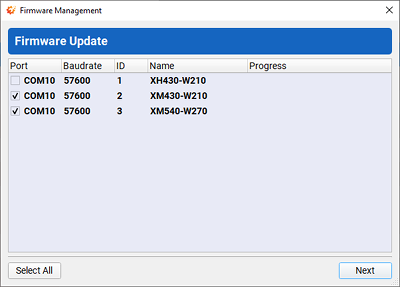 Firmware Management
Firmware Update
Port Baudrate ID Name Progress
COM10 57600 1 XH430-W210
COM10 57600 2 XM430-W210
COM10 57600 3 XM540-W270
Select All Next